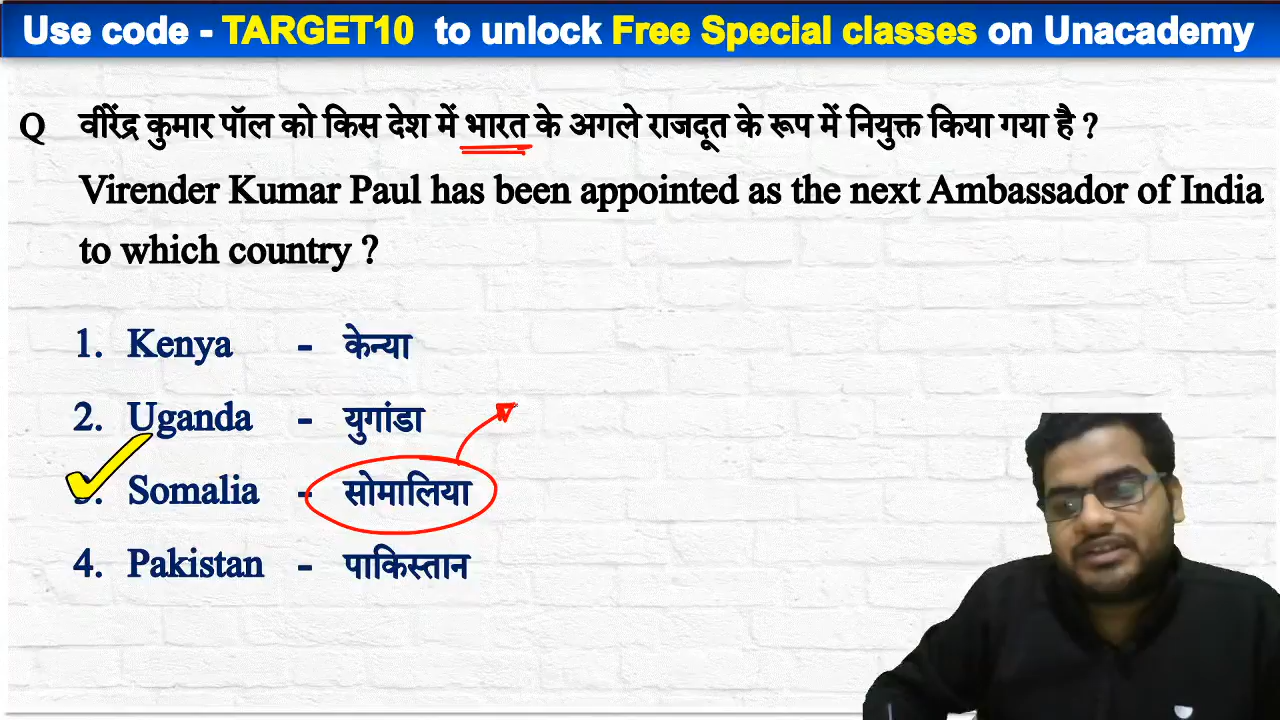 Use code - TARGET10 to unlock Free Special classes on Unacademy
Q वीरेंद्र कुमार पॉल को किस देश में भारत के अगले राजदूत के रूप में नियुक्त किया गया है ?
Virender Kumar Paul has been appointed as the next Ambassador of India
to which country ?
1. Kenya - केन्या
2. Uganda - युगांडा
3. Somalia - सोमालिया
4. Pakistan - पाकिस्तान